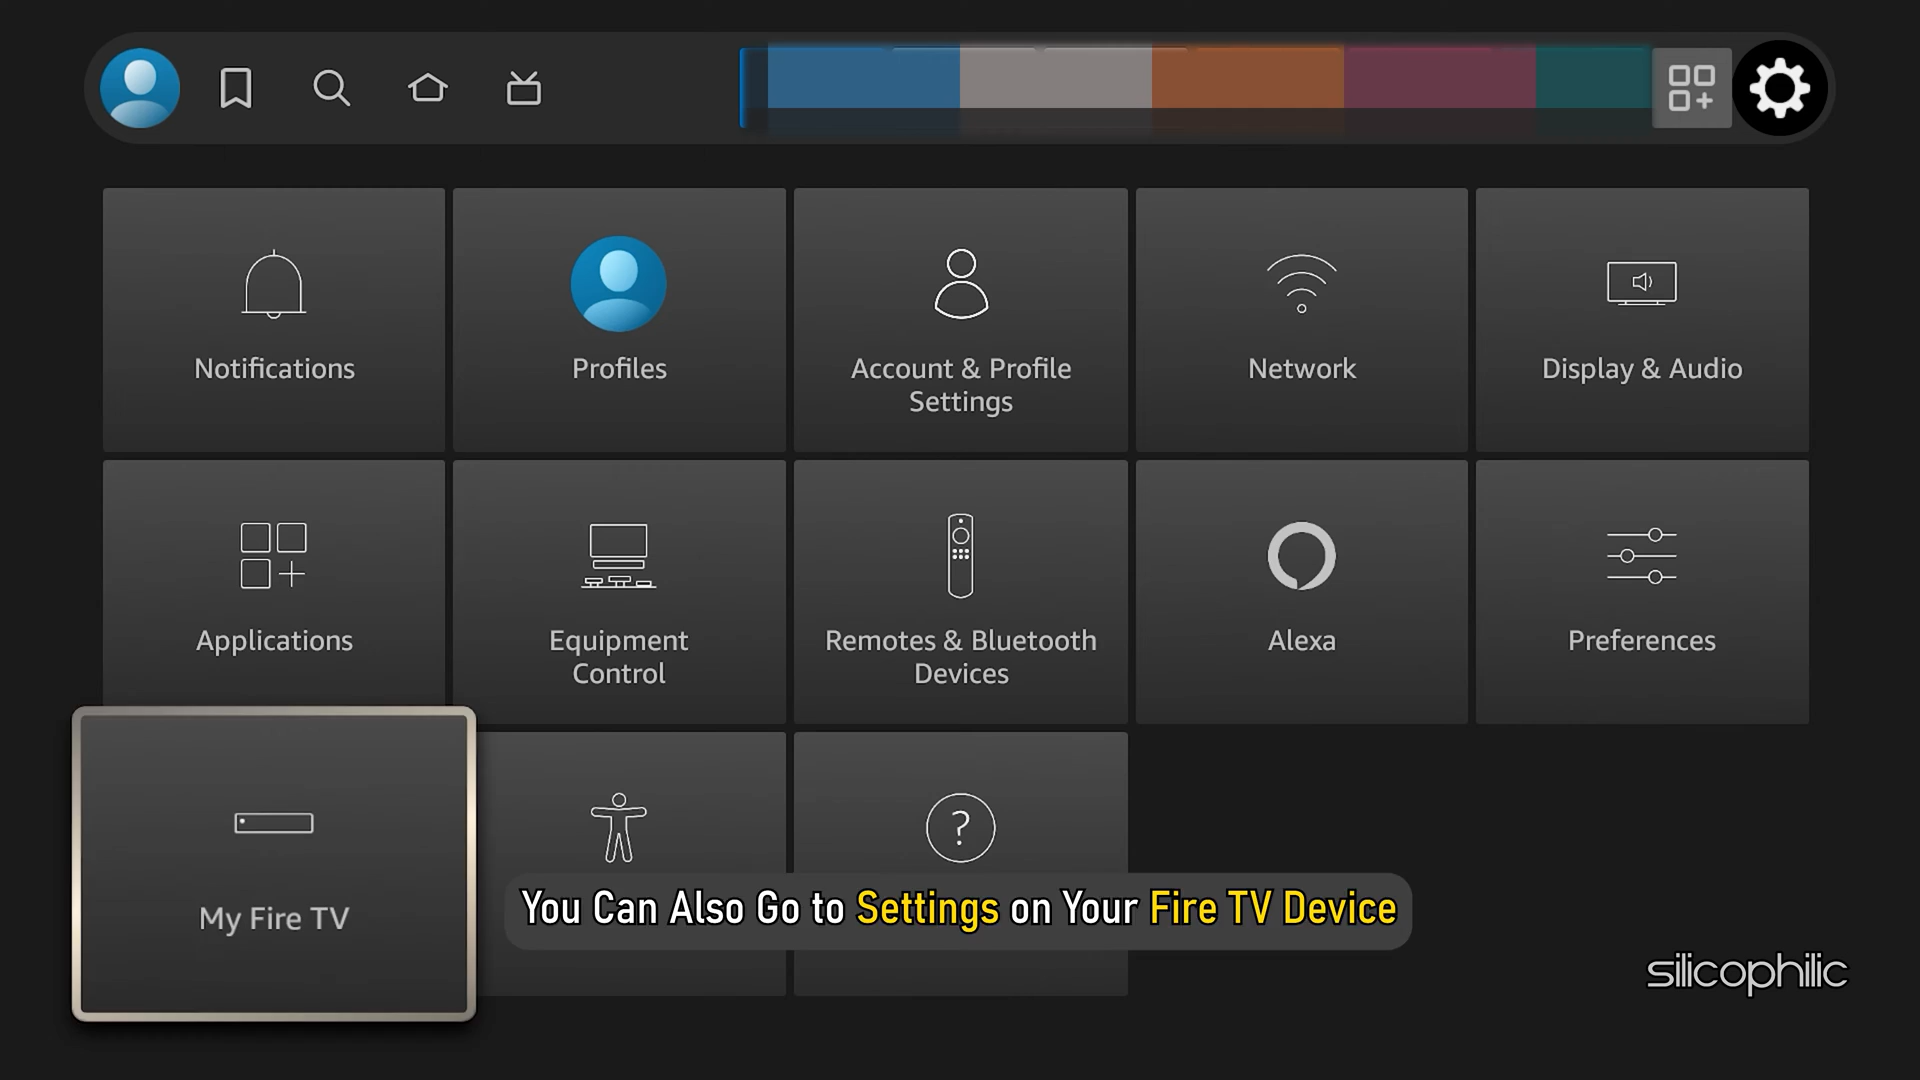 Notifications
Profiles
Account & Profile
Settings
Network
Display & Audio
Applications
Equipment
Control
Remotes & Bluetooth
Devices
Alexa
Preferences
My Fire TV
?
You Can Also Go to Settings on Your Fire TV Device
silicophilic